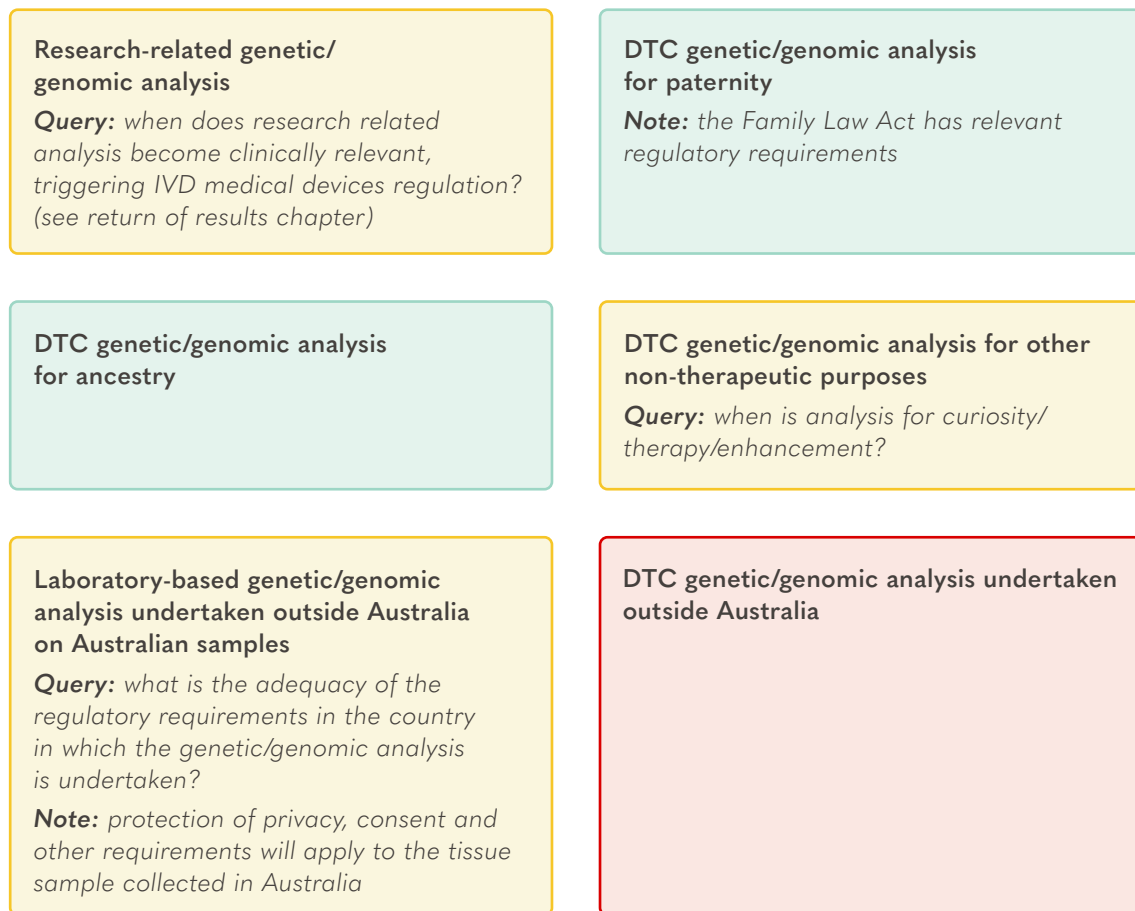 Research-related genetic/
genomic analysis
Query: when does research related
analysis become clinically relevant,
triggering IVD medical devices regulation?
(see return of results chapter)
DTC genetic/genomic analysis
for paternity
Note: the Family Law Act has relevant
regulatory requirements
DTC genetic/genomic analysis
for ancestry
DTC genetic/genomic analysis for other
non-therapeutic purposes
Query: when is analysis for curiosity/
therapy/enhancement?
Laboratory-based genetic/genomic
analysis undertaken outside Australia
on Australian samples
Query: what is the adequacy of the
regulatory requirements in the country
in which the genetic/genomic analysis
is undertaken?
Note: protection of privacy, consent and
other requirements will apply to the tissue
sample collected in Australia
DTC genetic/genomic analysis undertaken
outside Australia